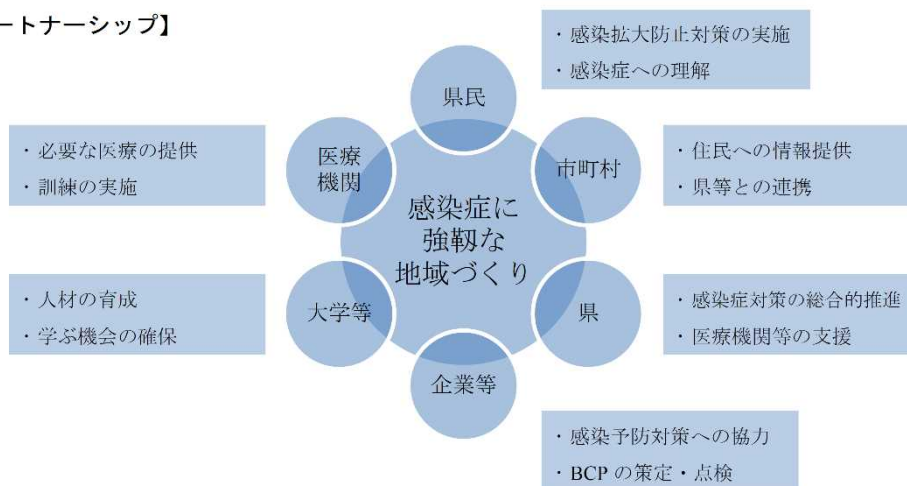 ートナーシップ】
・感染拡大防止対策の実施
・感染症への理解
県民
・必要な医療の提供
・訓練の実施
医療
機関
市町村
・住民への情報提供
・県等との連携
感染症に
強靱な
地域づくり
・人材の育成
・学ぶ機会の確保
大学等
県
・感染症対策の総合的推進
・医療機関等の支援
企業等
・感染予防対策への協力
・BCP の策定・点検